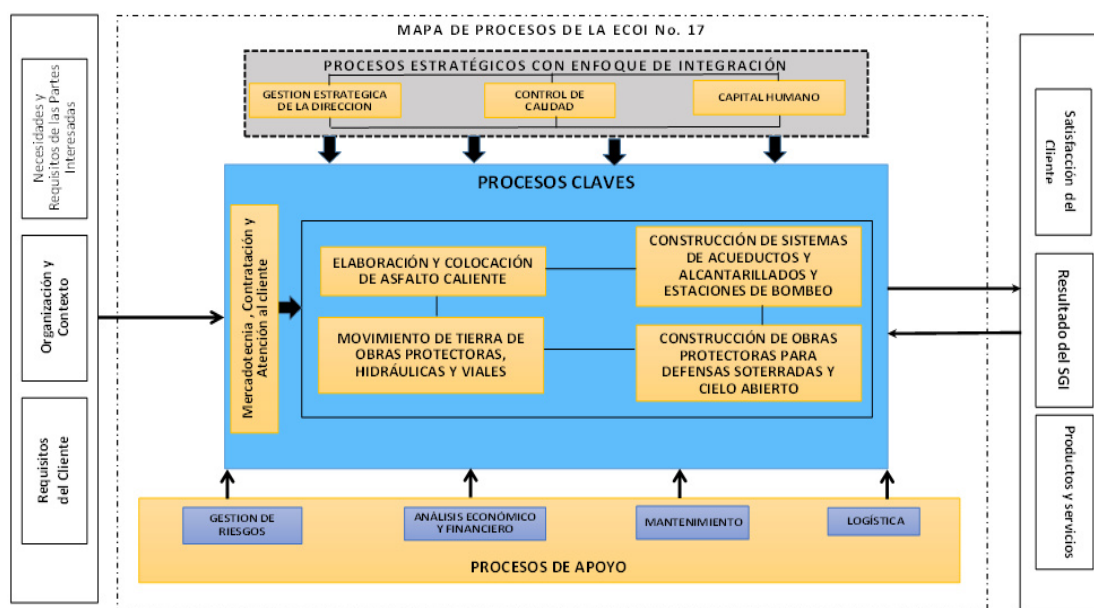 MAPA DE PROCESOS DE LA ECOI No. 17
PROCESOS ESTRATÉGICOS CON ENFOQUE DE INTEGRACIÓN
GESTION ESTRATEGICA
DE LA DIRECCION
CONTROL DE
CALIDAD
CAPITAL HUMANO
Necesidades y
Requisitos de las Partes
Interesadas
Organización y
Contexto
Requisitos
del Cliente
PROCESOS CLAVES
Mercadotecnia , Contratación y
Atención al cliente
ELABORACIÓN Y COLOCACIÓN
DE ASFALTO CALIENTE
CONSTRUCCIÓN DE SISTEMAS
DE ACUEDUCTOS Y
ALCANTARILLADOS Y
ESTACIONES DE BOMBEO
MOVIMIENTO DE TIERRA DE
OBRAS PROTECTORAS,
HIDRÁULICAS Y VIALES
CONSTRUCCIÓN DE OBRAS
PROTECTORAS PARA
DEFENSAS SOTERRADAS Y
CIELO ABIERTO
GESTION DE
RIESGOS
ANÁLISIS ECONÓMICO
Y FINANCIERO
MANTENIMIENTO
LOGÍSTICA
PROCESOS DE APOYO
Satisfacción del
Cliente
Resultado del SGI
Productos y servicios